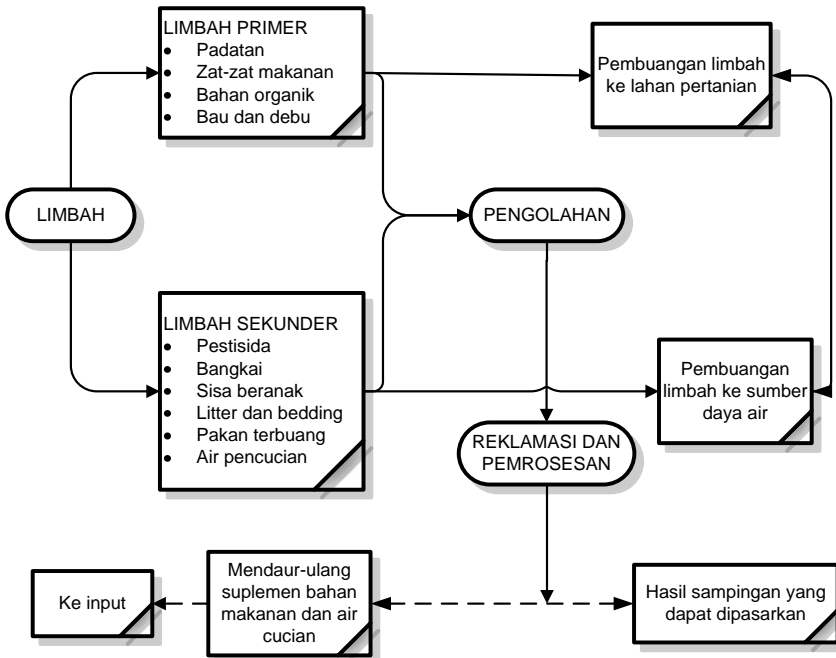 LIMBAH PRIMER
• Padatan
• Zat-zat makanan
• Bahan organik
• Bau dan debu
Pembuangan limbah
ke lahan pertanian
LIMBAH
PENGOLAHAN
LIMBAH SEKUNDER
• Pestisida
• Bangkai
• Sisa beranak
• Litter dan bedding
• Pakan terbuang
• Air pencucian
Pembuangan
limbah ke sumber
daya air
REKLAMASI DAN
PEMROSESAN
Ke input
Mendaur-ulang
suplemen bahan
makanan dan air
cucian
Hasil sampingan yang
dapat dipasarkan